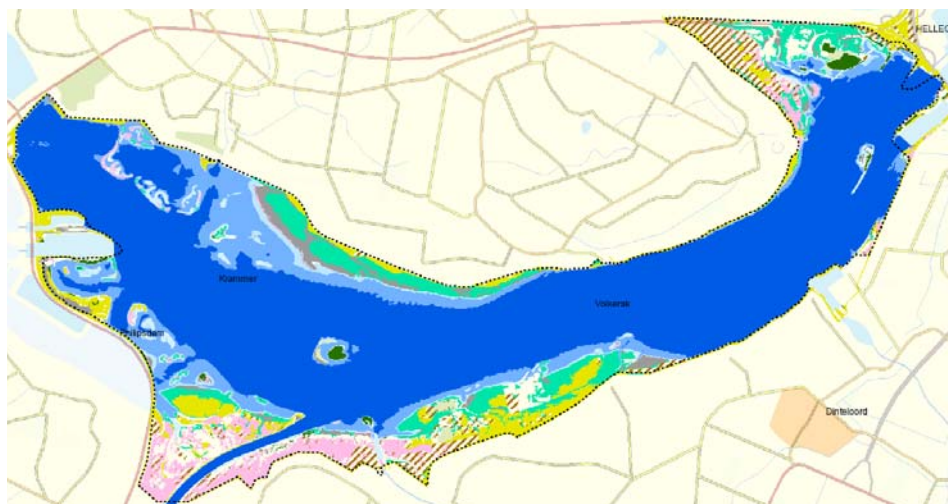 HELLEG
Krammer
Volkerak
Philipsdam
Dinteloord